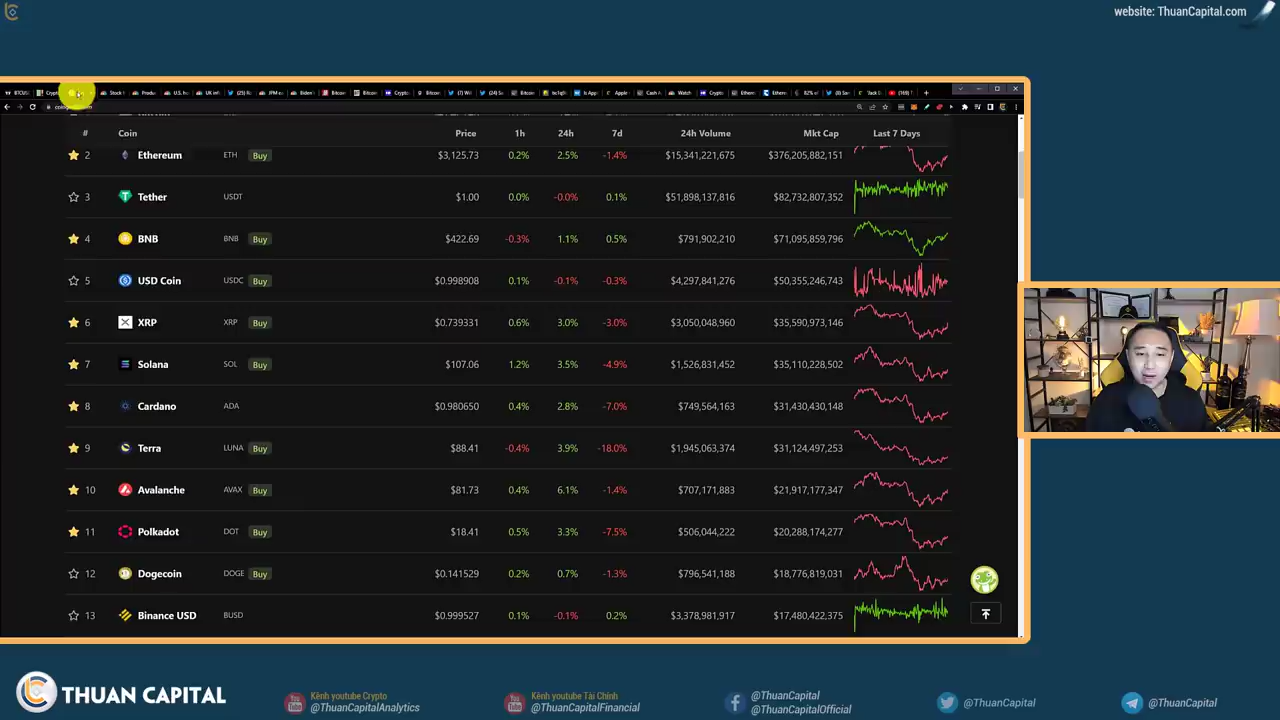 website: ThuanCapital.com
# Coin Price 1h 24h 7d 24h Volume Mkt Cap Last 7 Days
2 Ethereum ETH Buy $3,125.73 0.2% 2.5% -1.4% $15,341,221,675 $376,205,882,151
3 Tether USDT $1.00 0.0% -0.0% 0.1% $51,898,137,816 $82,732,807,352
4 BNB BNB Buy $422.69 -0.3% 1.1% 0.5% $791,902,210 $71,095,859,796
5 USD Coin USDC Buy $0.998908 0.1% -0.1% -0.3% $4,297,841,276 $50,355,246,743
6 XRP XRP Buy $0.739331 0.6% 3.0% -3.0% $3,050,048,960 $35,590,973,146
7 Solana SOL Buy $107.06 1.2% 3.5% -4.9% $1,526,831,452 $35,110,228,502
8 Cardano ADA $0.980650 0.4% 2.8% -7.0% $749,564,163 $31,430,430,148
9 Terra LUNA Buy $88.41 -0.4% 3.9% -18.0% $1,945,063,374 $31,124,497,253
10 Avalanche AVAX Buy $81.73 0.4% 6.1% -1.4% $707,171,883 $21,917,177,347
11 Polkadot DOT Buy $18.41 0.5% 3.3% -7.5% $506,044,222 $20,288,174,277
12 Dogecoin DOGE Buy $0.141529 0.2% 0.7% -1.3% $796,541,188 $18,776,819,031
13 Binance USD BUSD $0.999527 0.1% -0.1% 0.2% $3,378,981,917 $17,480,422,375
THUAN CAPITAL
Kênh youtube Crypto
@ThuanCapitalAnalytics
Kênh youtube Tài Chính
@ThuanCapitalFinancial
@ThuanCapital
@ThuanCapitalOfficial
@ThuanCapital
@ThuanCapital